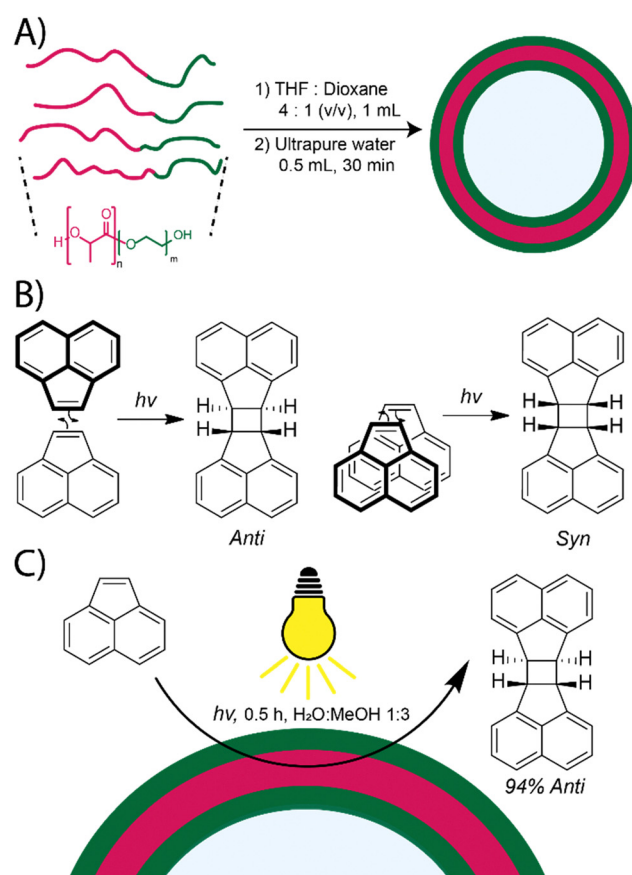 A)
1) THF : Dioxane
4 : 1 (v/v), 1 mL
2) Ultrapure water
0.5 mL, 30 min
H O O n O m OH
B)
hν
H H
H H
Anti
hν
H H
H H
Syn
C)
hν, 0.5 h, H₂O:MeOH 1:3
H H
H H
94% Anti